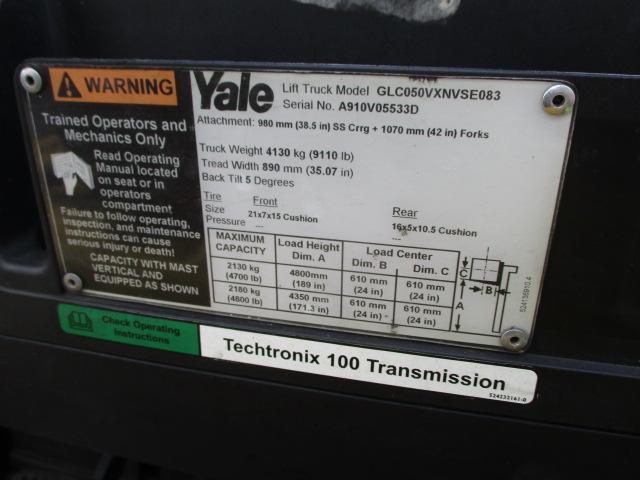 WARNING
Trained Operators and
Mechanics Only
Read Operating
Manual located
on seat or in
operators
compartment
Failure to follow operating,
inspection, and maintenance
instructions can cause
serious injury or death!
CAPACITY WITH MAST
VERTICAL AND
EQUIPPED AS SHOWN
Yale
Lift Truck Model GLC050VXNVSE083
Serial No. A910V05533D
Attachment: 980 mm (38.5 in) SS Crrg + 1070 mm (42 in) Forks
Truck Weight 4130 kg (9110 lb)
Tread Width 890 mm (35.07 in)
Back Tilt 5 Degrees
Tire Front Rear
Size 21x7x15 Cushion 16x5x10.5 Cushion
Pressure --- ---
MAXIMUM CAPACITY Load Height Dim. A Load Center Dim. B Dim. C
2130 kg (4700 lb) 4800mm (189 in) 610 mm (24 in) 610 mm (24 in)
2180 kg (4800 lb) 4350 mm (171.3 in) 610 mm (24 in) 610 mm (24 in)
C
B
A
524135910.4
Check Operating
Instructions
Techtronix 100 Transmission
524232161-0